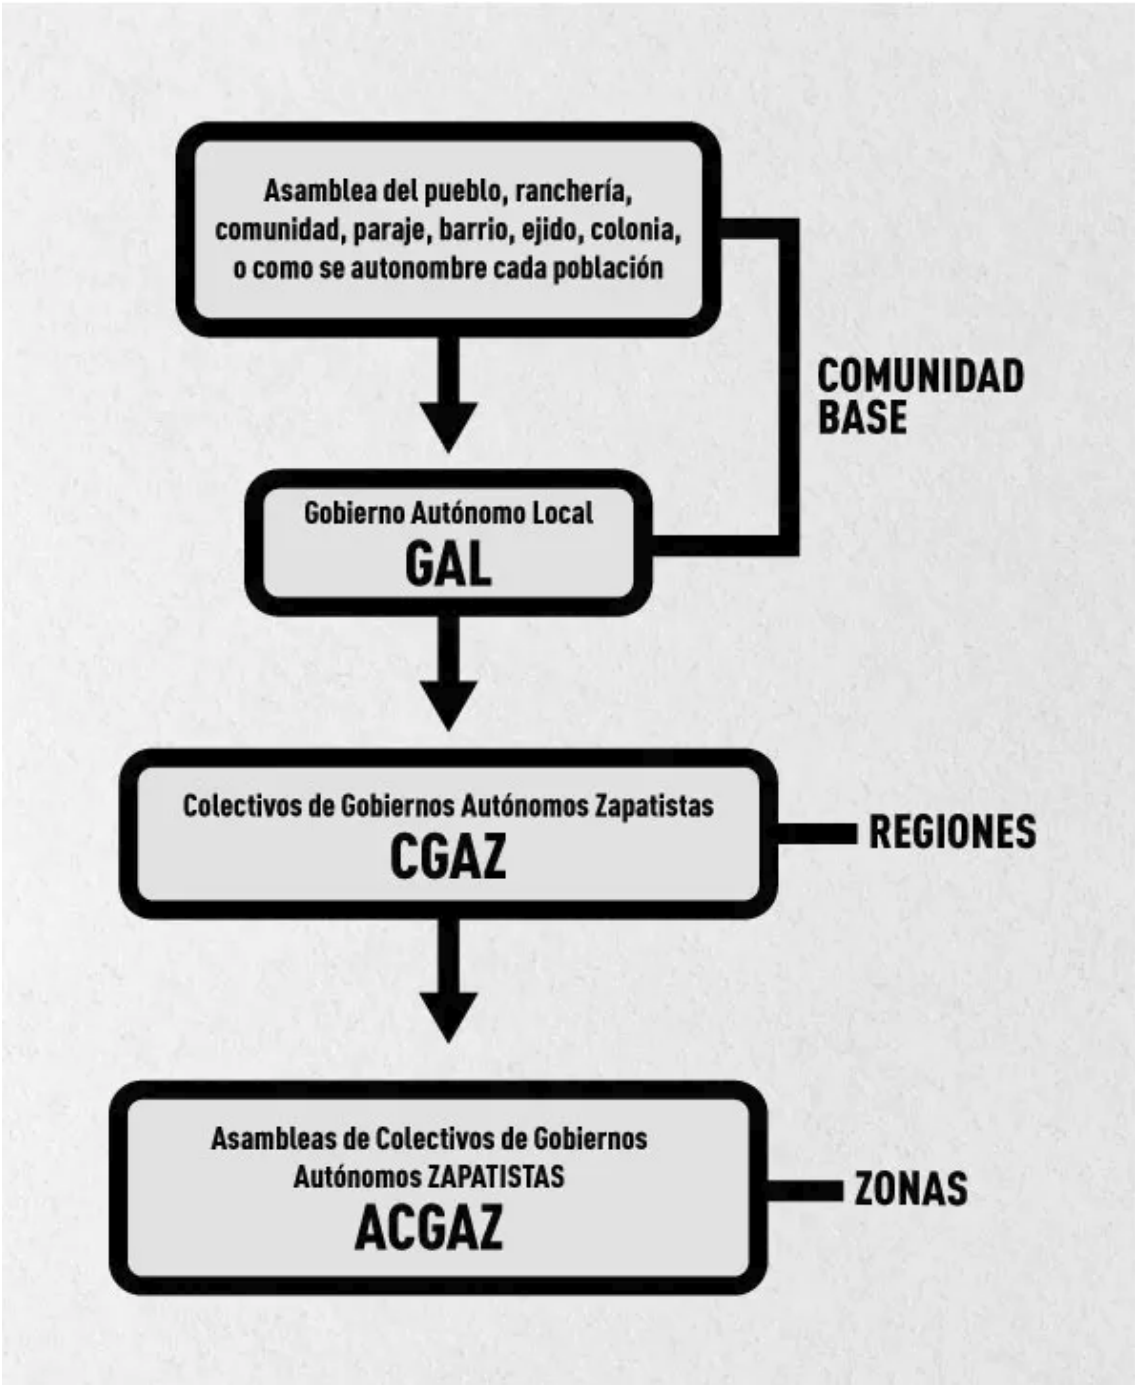 Asamblea del pueblo, ranchería,
comunidad, paraje, barrio, ejido, colonia,
o como se autonombre cada población
COMUNIDAD
BASE
Gobierno Autónomo Local
GAL
Colectivos de Gobiernos Autónomos Zapatistas
CGAZ
REGIONES
Asambleas de Colectivos de Gobiernos
Autónomos ZAPATISTAS
ACGAZ
ZONAS